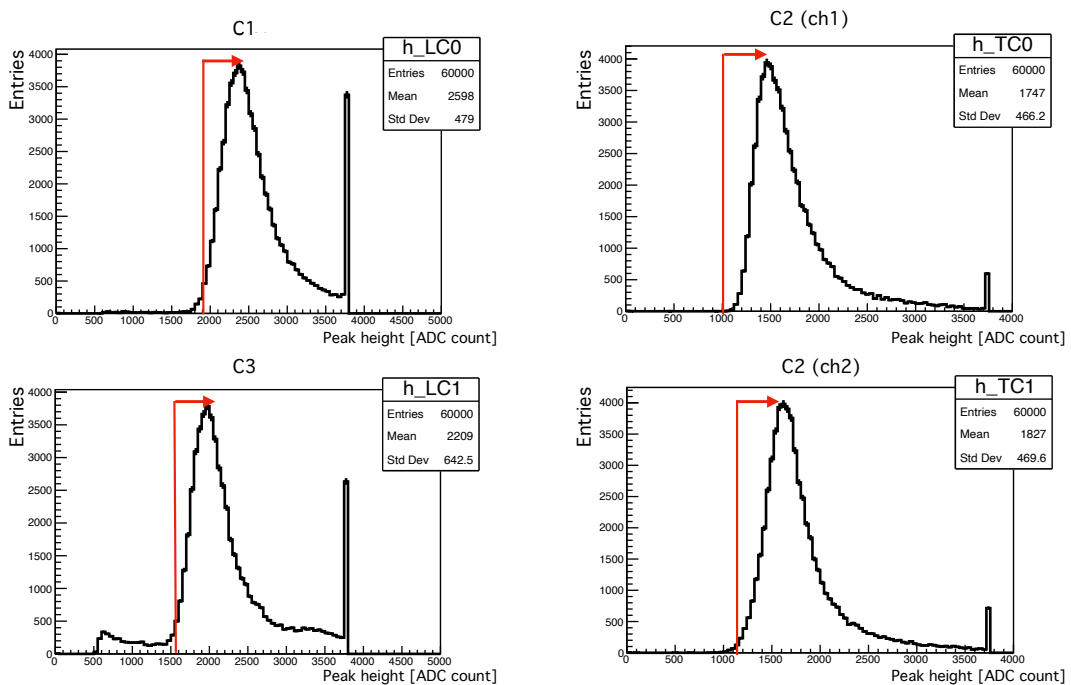 C1
h_LC0
Entries 60000
Mean 2598
Std Dev 479
Entries
4000
3500
3000
2500
2000
1500
1000
500
0
0 500 1000 1500 2000 2500 3000 3500 4000 4500 5000
Peak height [ADC count]
C2 (ch1)
h_TC0
Entries 60000
Mean 1747
Std Dev 466.2
Entries
4000
3500
3000
2500
2000
1500
1000
500
0
0 500 1000 1500 2000 2500 3000 3500 4000
Peak height [ADC count]
C3
h_LC1
Entries 60000
Mean 2209
Std Dev 642.5
Entries
4000
3500
3000
2500
2000
1500
1000
500
0
0 500 1000 1500 2000 2500 3000 3500 4000 4500 5000
Peak height [ADC count]
C2 (ch2)
h_TC1
Entries 60000
Mean 1827
Std Dev 469.6
Entries
4000
3500
3000
2500
2000
1500
1000
500
0
0 500 1000 1500 2000 2500 3000 3500 4000
Peak height [ADC count]